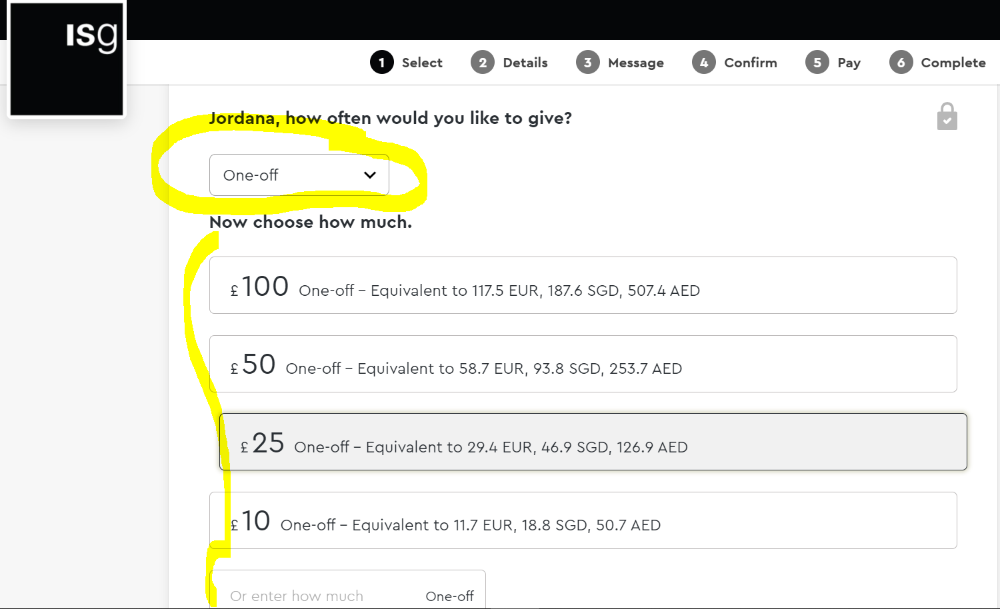 ISg
1 Select 2 Details 3 Message 4 Confirm 5 Pay 6 Complete
Jordana, how often would you like to give?
One-off
Now choose how much.
£100 One-off – Equivalent to 117.5 EUR, 187.6 SGD, 507.4 AED
£50 One-off – Equivalent to 58.7 EUR, 93.8 SGD, 253.7 AED
£25 One-off – Equivalent to 29.4 EUR, 46.9 SGD, 126.9 AED
£10 One-off – Equivalent to 11.7 EUR, 18.8 SGD, 50.7 AED
Or enter how much One-off